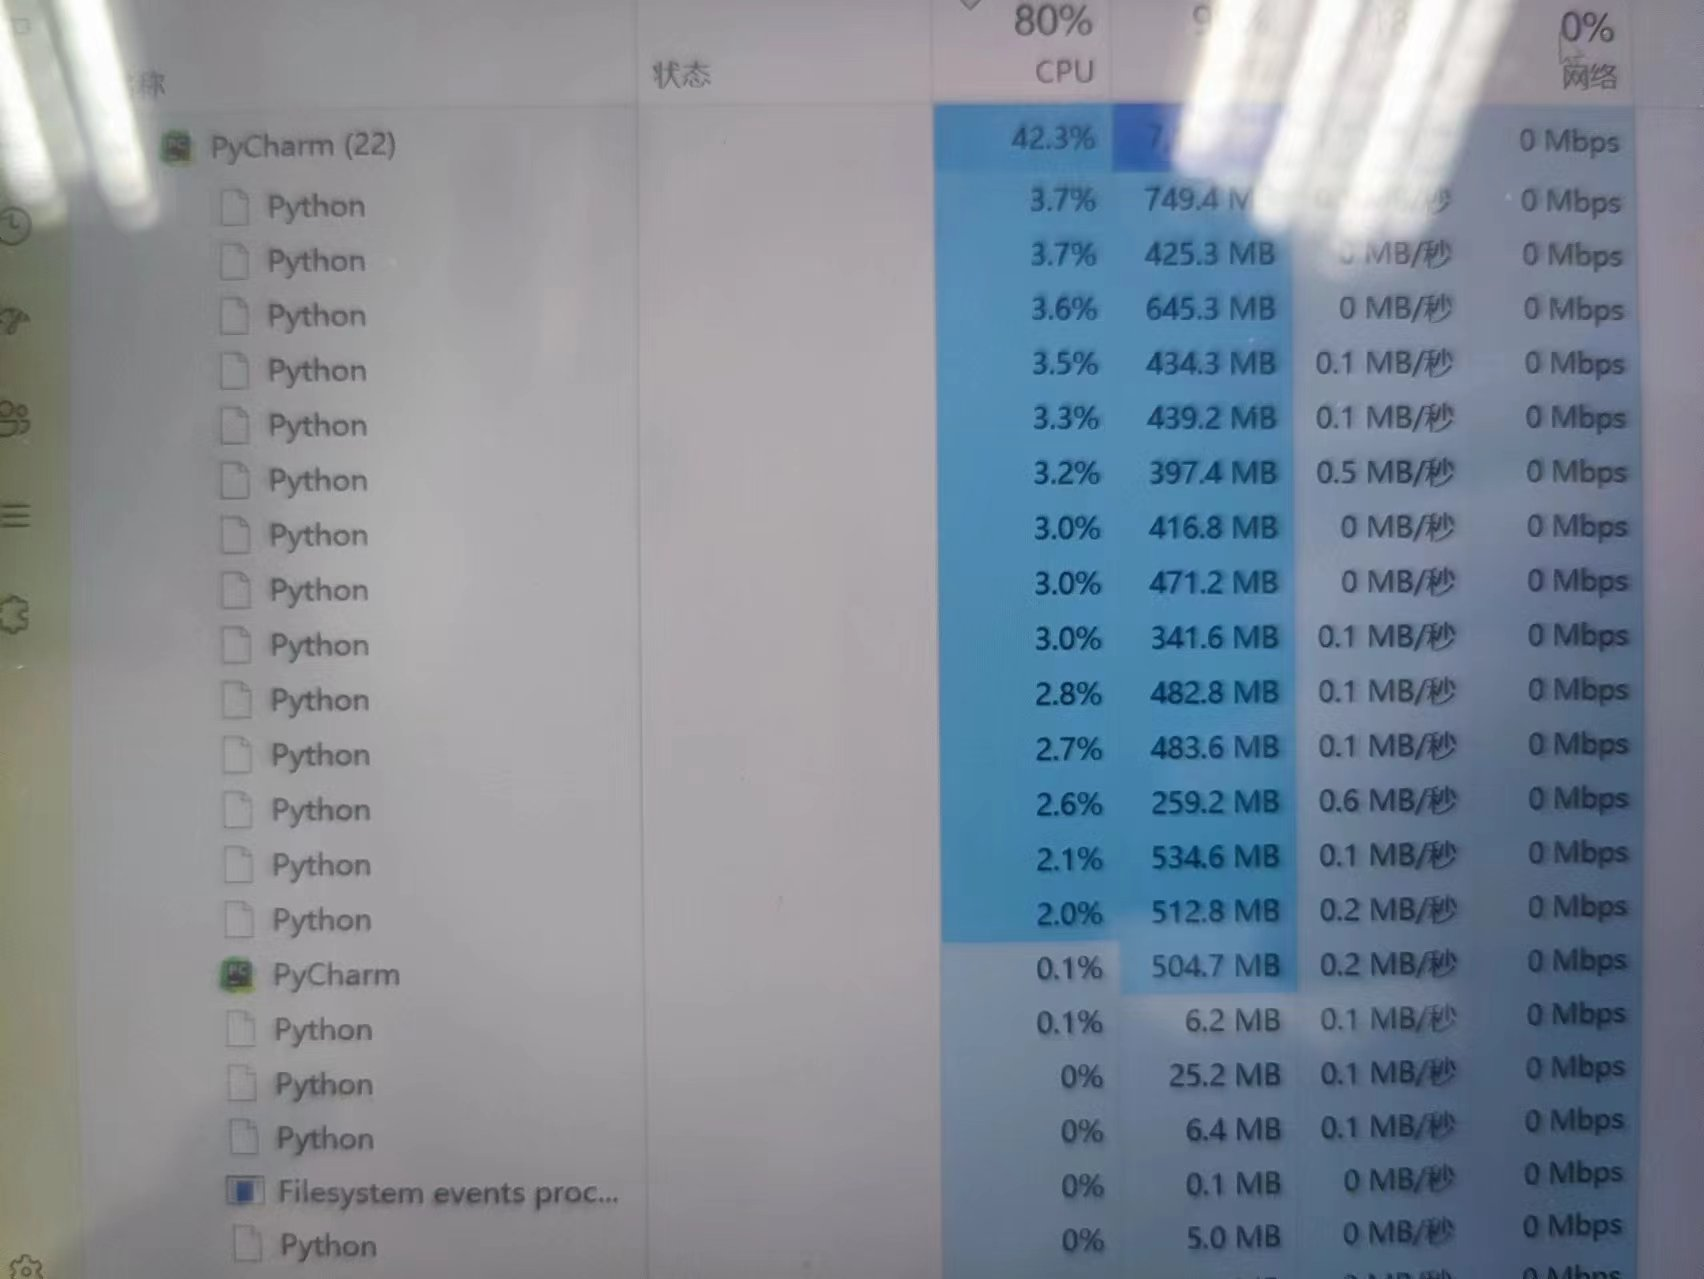 80% 0%
状态 CPU 网络
PyCharm (22) 42.3% 0 Mbps
Python 3.7% 749.4 0 Mbps
Python 3.7% 425.3 MB MB/秒 0 Mbps
Python 3.6% 645.3 MB 0 MB/秒 0 Mbps
Python 3.5% 434.3 MB 0.1 MB/秒 0 Mbps
Python 3.3% 439.2 MB 0.1 MB/秒 0 Mbps
Python 3.2% 397.4 MB 0.5 MB/秒 0 Mbps
Python 3.0% 416.8 MB 0 MB/秒 0 Mbps
Python 3.0% 471.2 MB 0 MB/秒 0 Mbps
Python 3.0% 341.6 MB 0.1 MB/秒 0 Mbps
Python 2.8% 482.8 MB 0.1 MB/秒 0 Mbps
Python 2.7% 483.6 MB 0.1 MB/秒 0 Mbps
Python 2.6% 259.2 MB 0.6 MB/秒 0 Mbps
Python 2.1% 534.6 MB 0.1 MB/秒 0 Mbps
Python 2.0% 512.8 MB 0.2 MB/秒 0 Mbps
PyCharm 0.1% 504.7 MB 0.2 MB/秒 0 Mbps
Python 0.1% 6.2 MB 0.1 MB/秒 0 Mbps
Python 0% 25.2 MB 0.1 MB/秒 0 Mbps
Python 0% 6.4 MB 0.1 MB/秒 0 Mbps
Filesystem events proc... 0% 0.1 MB 0 MB/秒 0 Mbps
Python 0% 5.0 MB 0 MB/秒 0 Mbps